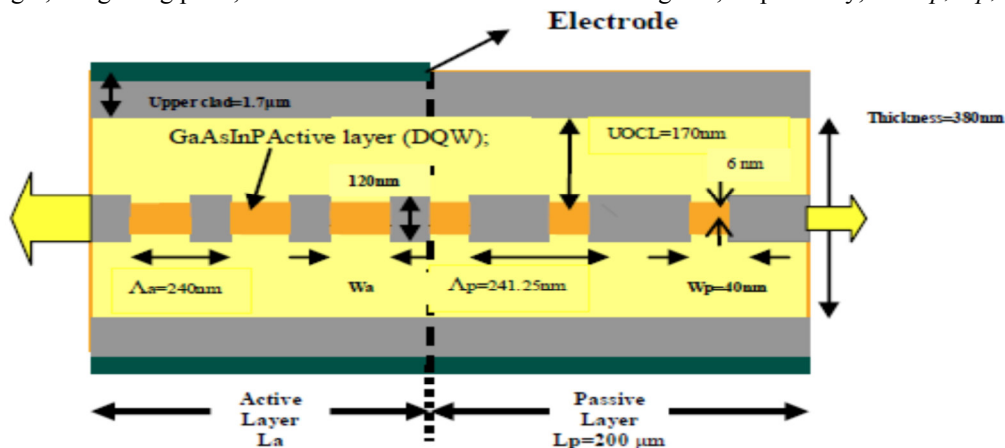 Electrode
Upper clad=1.7μm
Thickness=380nm
GaAsInPActive layer (DQW);
UOCL=170nm
120nm
6 nm
Λa=240nm
Wa
Λp=241.25nm
Wp=40nm
Active
Layer
La
Passive
Layer
Lp=200 μm